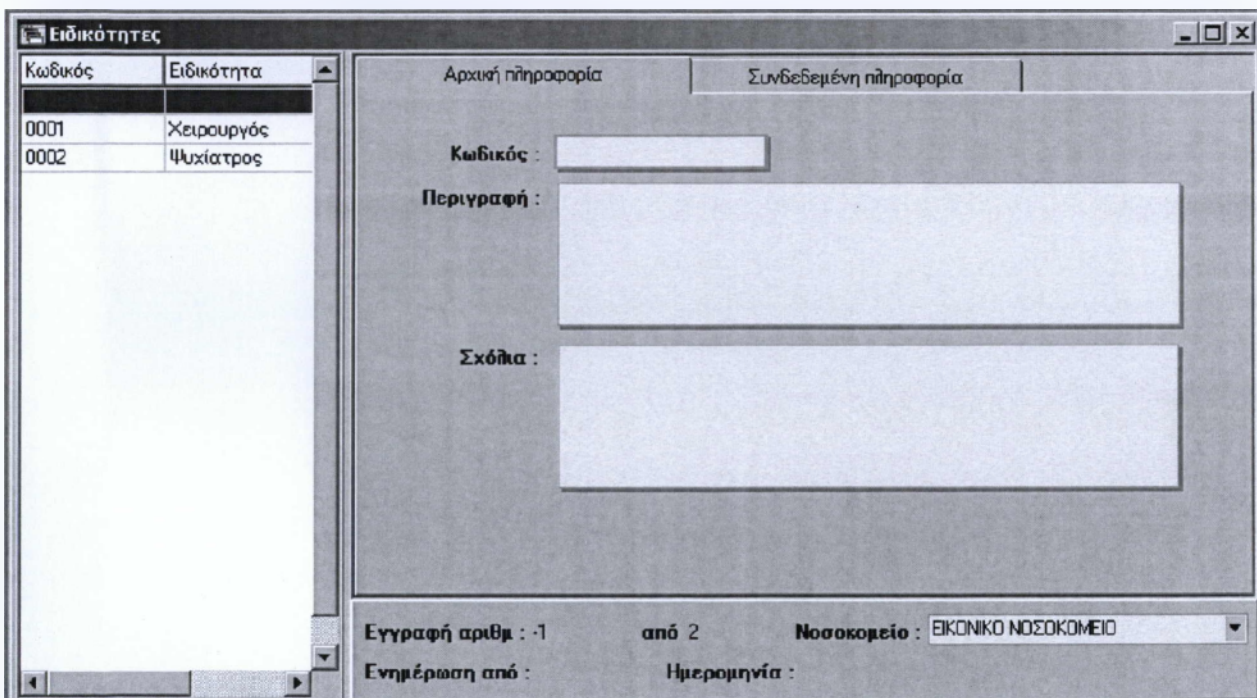 Ειδικότητες
Κωδικός Ειδικότητα
0001 Χειρουργός
0002 Ψυχίατρος
Αρχική πληροφορία Συνδεδεμένη πληροφορία
Κωδικός :
Περιγραφή :
Σχόλια :
Εγγραφή αριθμ : -1 από 2 Νοσοκομείο : ΕΙΚΟΝΙΚΟ ΝΟΣΟΚΟΜΕΙΟ
Ενημέρωση από : Ημερομηνία :